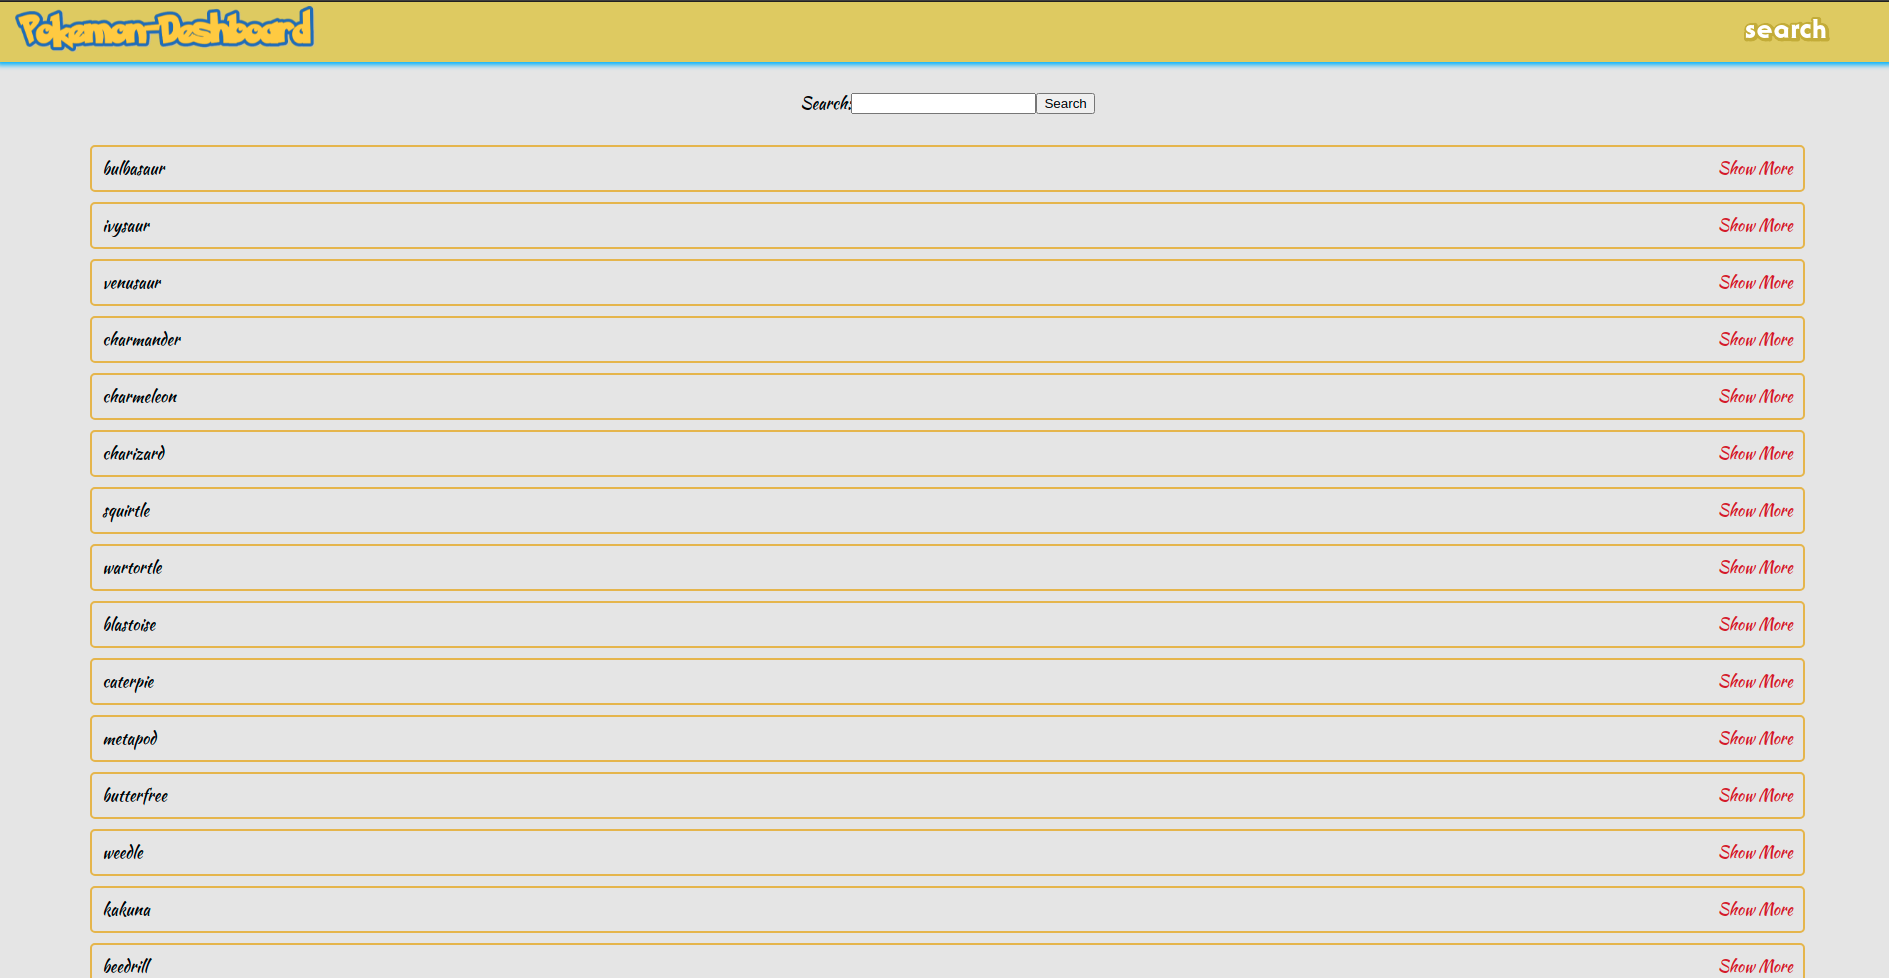 Pokemon-Dashboard search
Search: Search
bulbasaur Show More
ivysaur Show More
venusaur Show More
charmander Show More
charmeleon Show More
charizard Show More
squirtle Show More
wartortle Show More
blastoise Show More
caterpie Show More
metapod Show More
butterfree Show More
weedle Show More
kakuna Show More
beedrill Show More